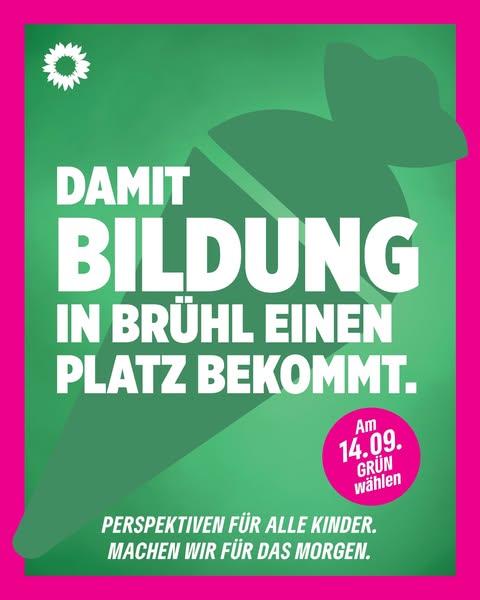 DAMIT
BILDUNG
IN BRÜHL EINEN
PLATZ BEKOMMT.
Am
14.09.
GRÜN
wählen
PERSPEKTIVEN FÜR ALLE KINDER.
MACHEN WIR FÜR DAS MORGEN.